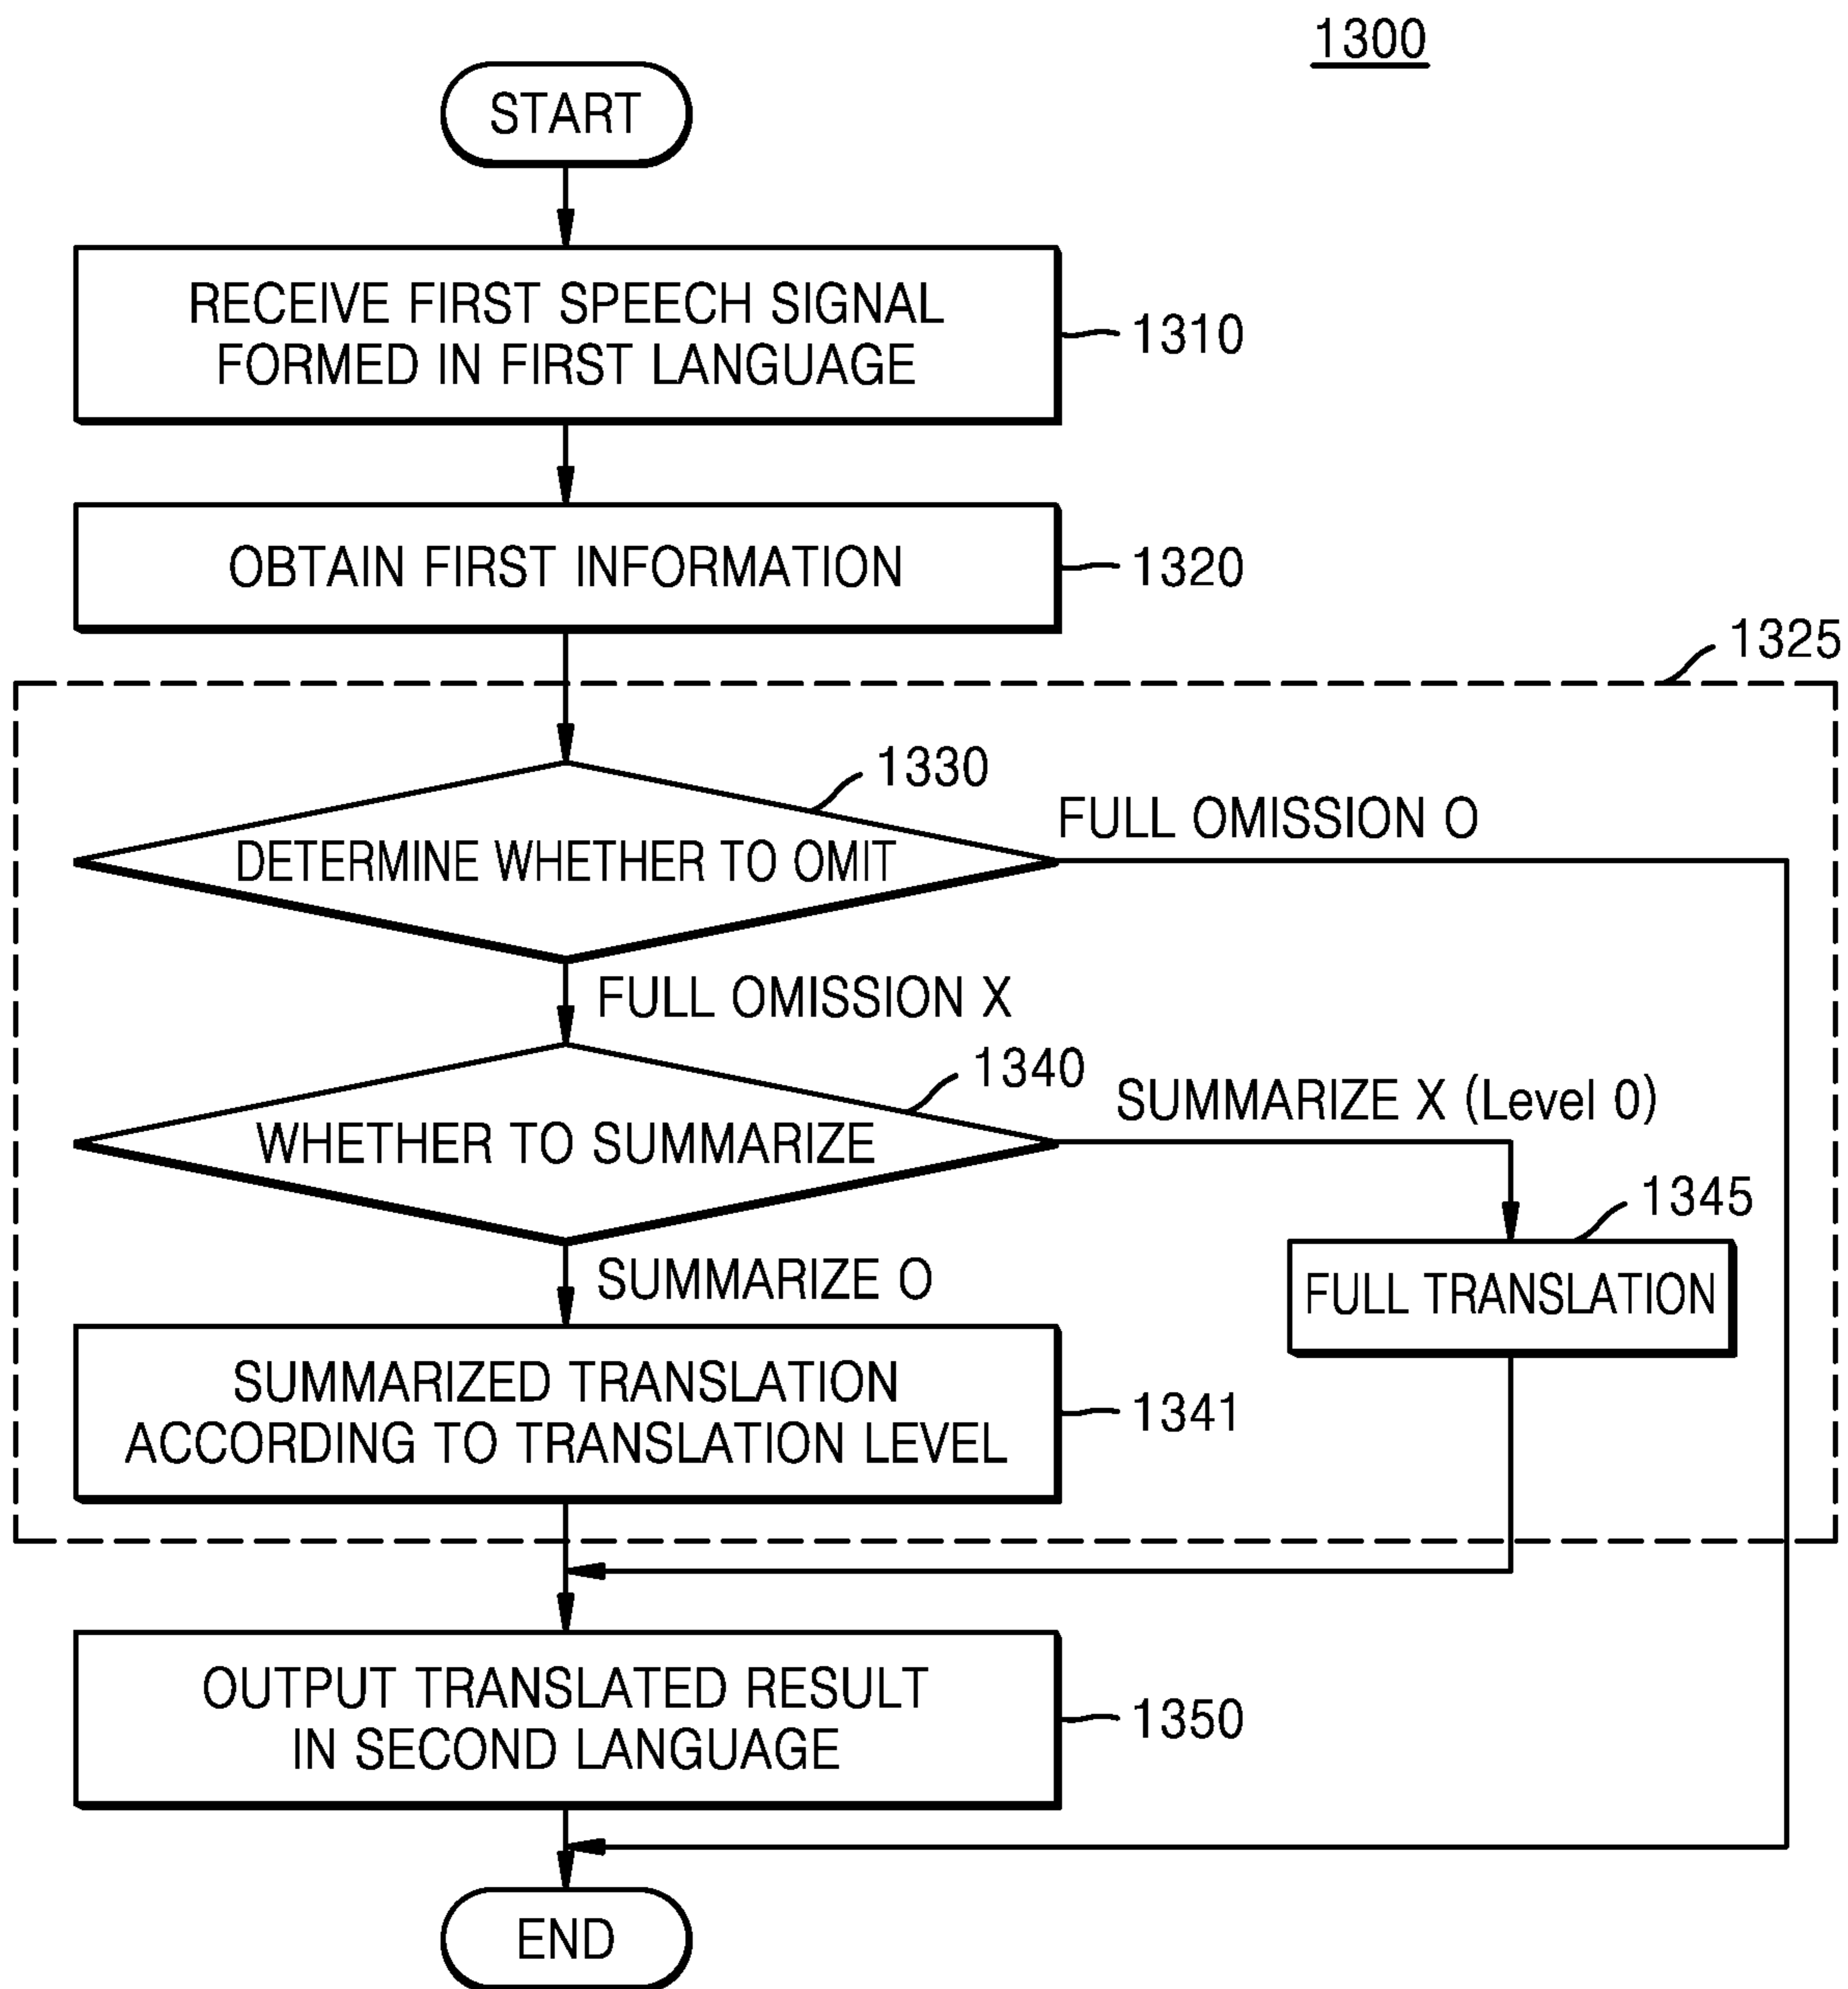 1300
START
RECEIVE FIRST SPEECH SIGNAL
FORMED IN FIRST LANGUAGE
1310
OBTAIN FIRST INFORMATION
1320
1325
1330
DETERMINE WHETHER TO OMIT
FULL OMISSION O
FULL OMISSION X
1340
WHETHER TO SUMMARIZE
SUMMARIZE X (Level 0)
1345
FULL TRANSLATION
SUMMARIZE O
SUMMARIZED TRANSLATION
ACCORDING TO TRANSLATION LEVEL
1341
OUTPUT TRANSLATED RESULT
IN SECOND LANGUAGE
1350
END